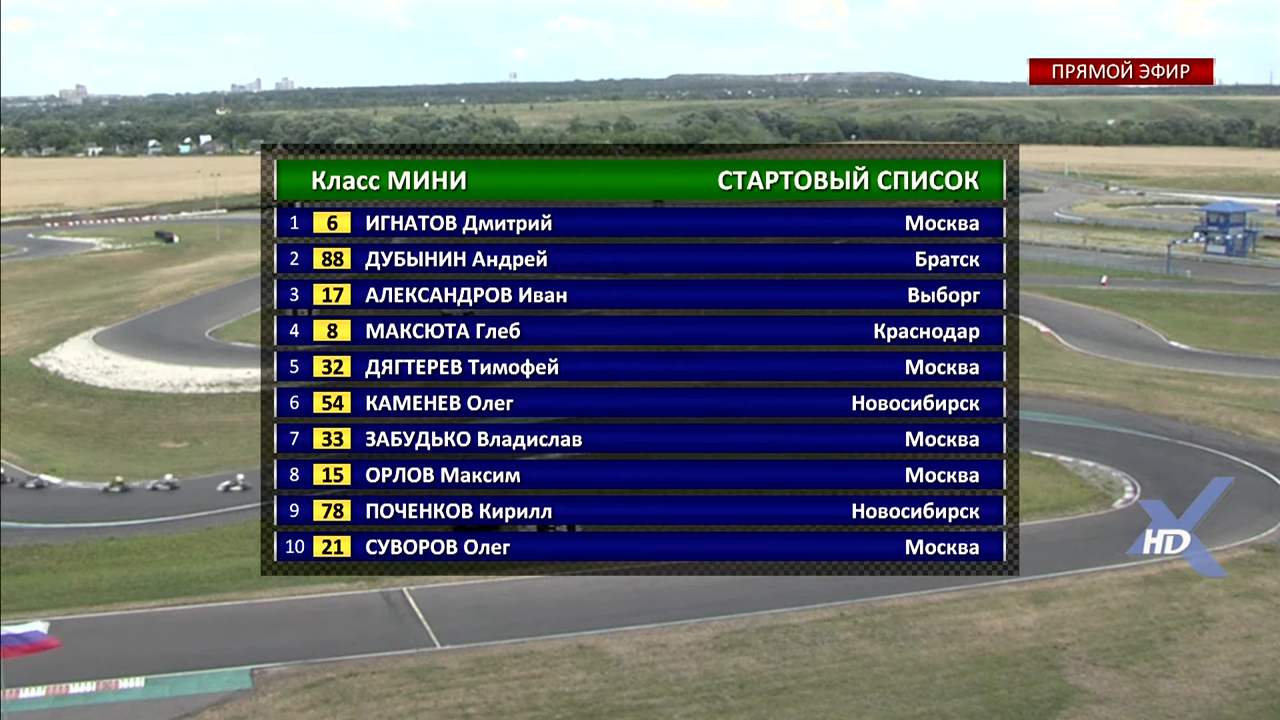 ПРЯМОЙ ЭФИР
Класс МИНИ СТАРТОВЫЙ СПИСОК
1 6 ИГНАТОВ Дмитрий Москва
2 88 ДУБЫНИН Андрей Братск
3 17 АЛЕКСАНДРОВ Иван Выборг
4 8 МАКСЮТА Глеб Краснодар
5 32 ДЯГТЕРЕВ Тимофей Москва
6 54 КАМЕНЕВ Олег Новосибирск
7 33 ЗАБУДЬКО Владислав Москва
8 15 ОРЛОВ Максим Москва
9 78 ПОЧЕНКОВ Кирилл Новосибирск
10 21 СУВОРОВ Олег Москва
X HD